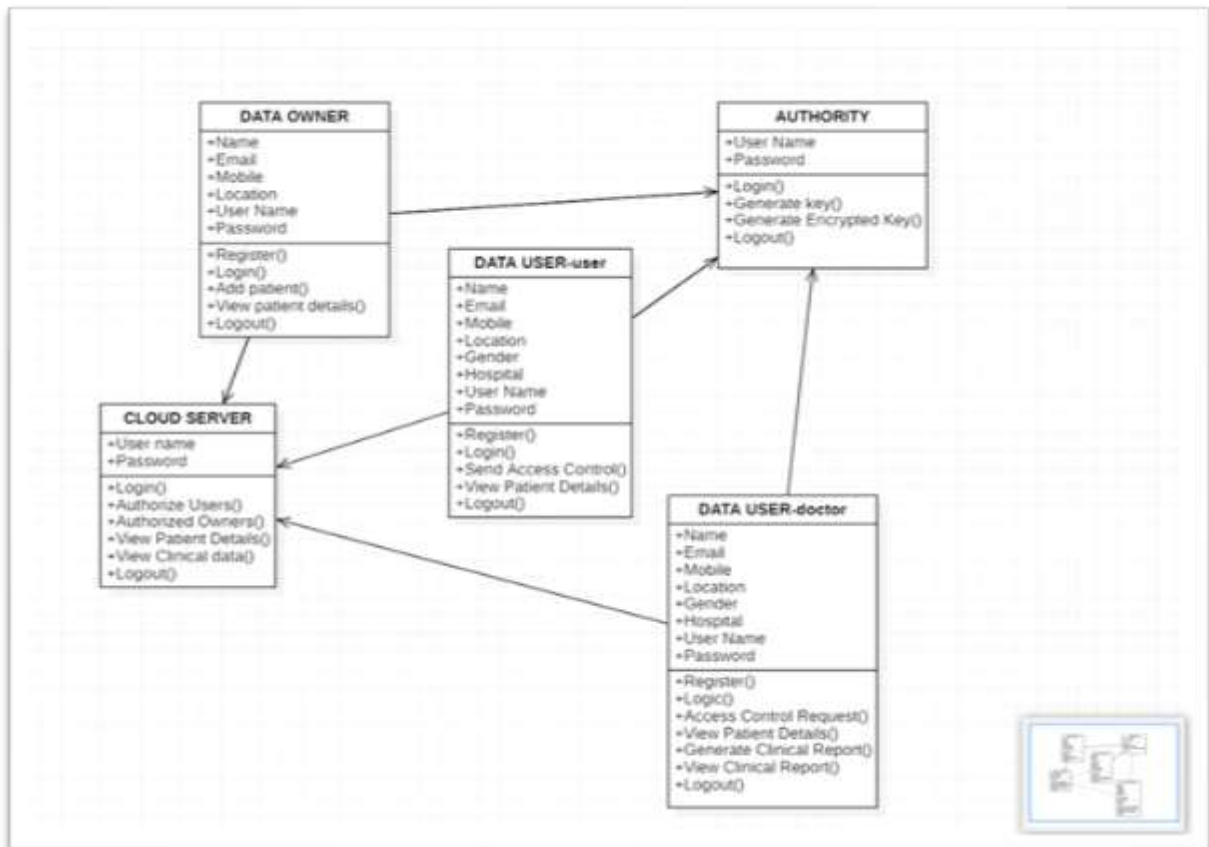 DATA OWNER
+Name
+Email
+Mobile
+Location
+User Name
+Password
+Register()
+Login()
+Add patient()
+View patient details()
+Logout()
AUTHORITY
+User Name
+Password
+Login()
+Generate key()
+Generate Encrypted Key()
+Logout()
DATA USER-user
+Name
+Email
+Mobile
+Location
+Gender
+Hospital
+User Name
+Password
+Register()
+Login()
+Send Access Control()
+View Patient Details()
+Logout()
CLOUD SERVER
+User name
+Password
+Login()
+Authorize Users()
+Authorized Owners()
+View Patient Details()
+View Clinical data()
+Logout()
DATA USER-doctor
+Name
+Email
+Mobile
+Location
+Gender
+Hospital
+User Name
+Password
+Register()
+Logic()
+Access Control Request()
+View Patient Details()
+Generate Clinical Report()
+View Clinical Report()
+Logout()